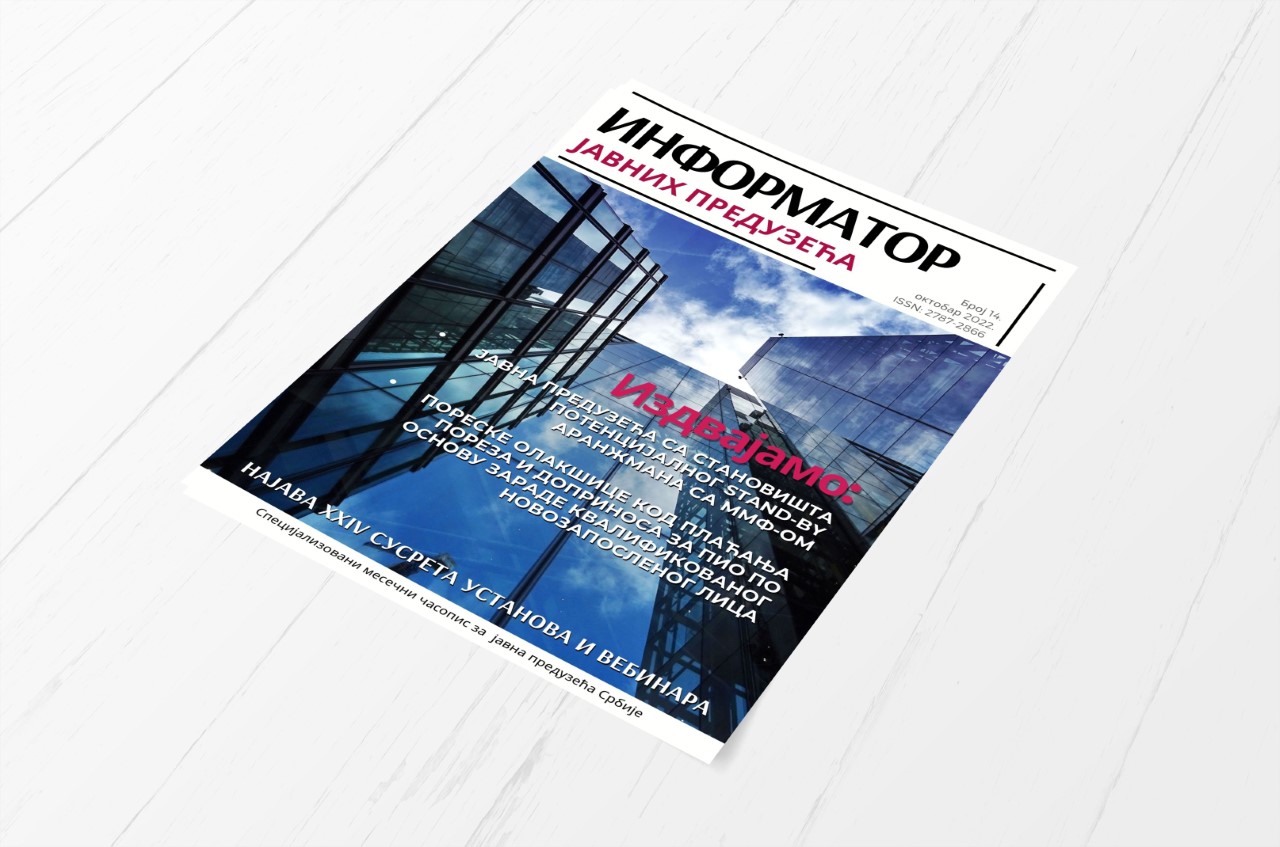 ИНФОРМАТОР
ЈАВНИХ ПРЕДУЗЕЋА
Број 14.
октобар 2022.
ISSN: 2787-2866
Издвајамо:
ЈАВНА ПРЕДУЗЕЋА СА СТАНОВИШТА
ПОТЕНЦИЈАЛНОГ STAND-BY
АРАНЖМАНА СА ММФ-ОМ
ПОРЕСКЕ ОЛАКШИЦЕ КОД ПЛАЋАЊА
ПОРЕЗА И ДОПРИНОСА ЗА ПИО ПО
ОСНОВУ ЗАРАДЕ КВАЛИФИКОВАНОГ
НОВОЗАПОСЛЕНОГ ЛИЦА
НАЈАВА XXIV СУСРЕТА УСТАНОВА И ВЕБИНАРА
Специјализовани месечни часопис за јавна предузећа Србије